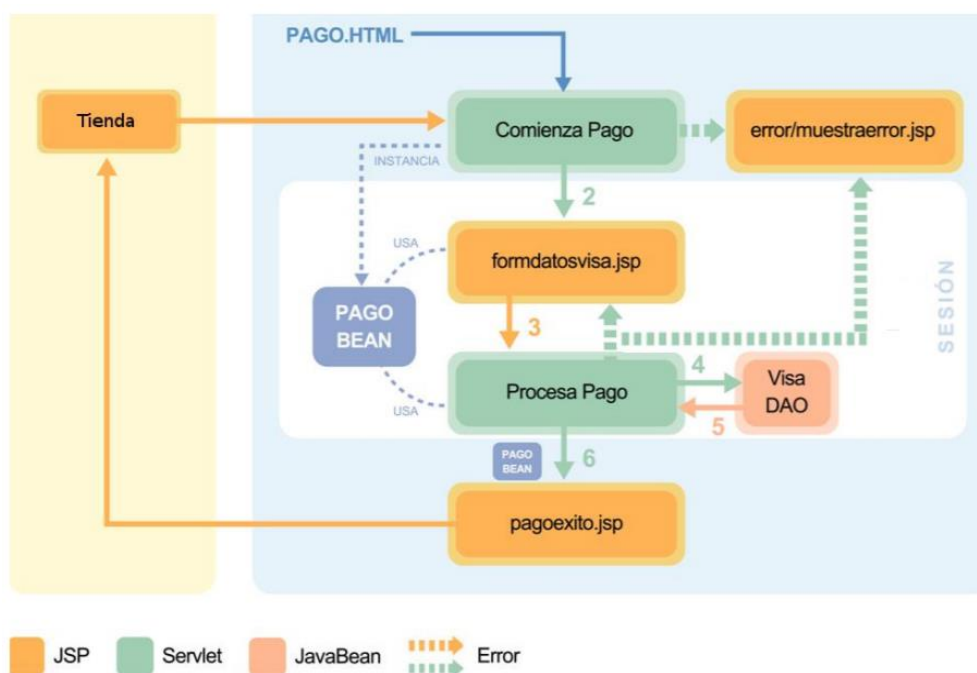 PAGO.HTML
Tienda
Comienza Pago
error/muestraerror.jsp
INSTANCIA
2
USA
formdatosvisa.jsp
PAGO
BEAN
3
SESIÓN
4
Visa
DAO
Procesa Pago
5
USA
PAGO
BEAN
6
pagoexito.jsp
JSP
Servlet
JavaBean
Error